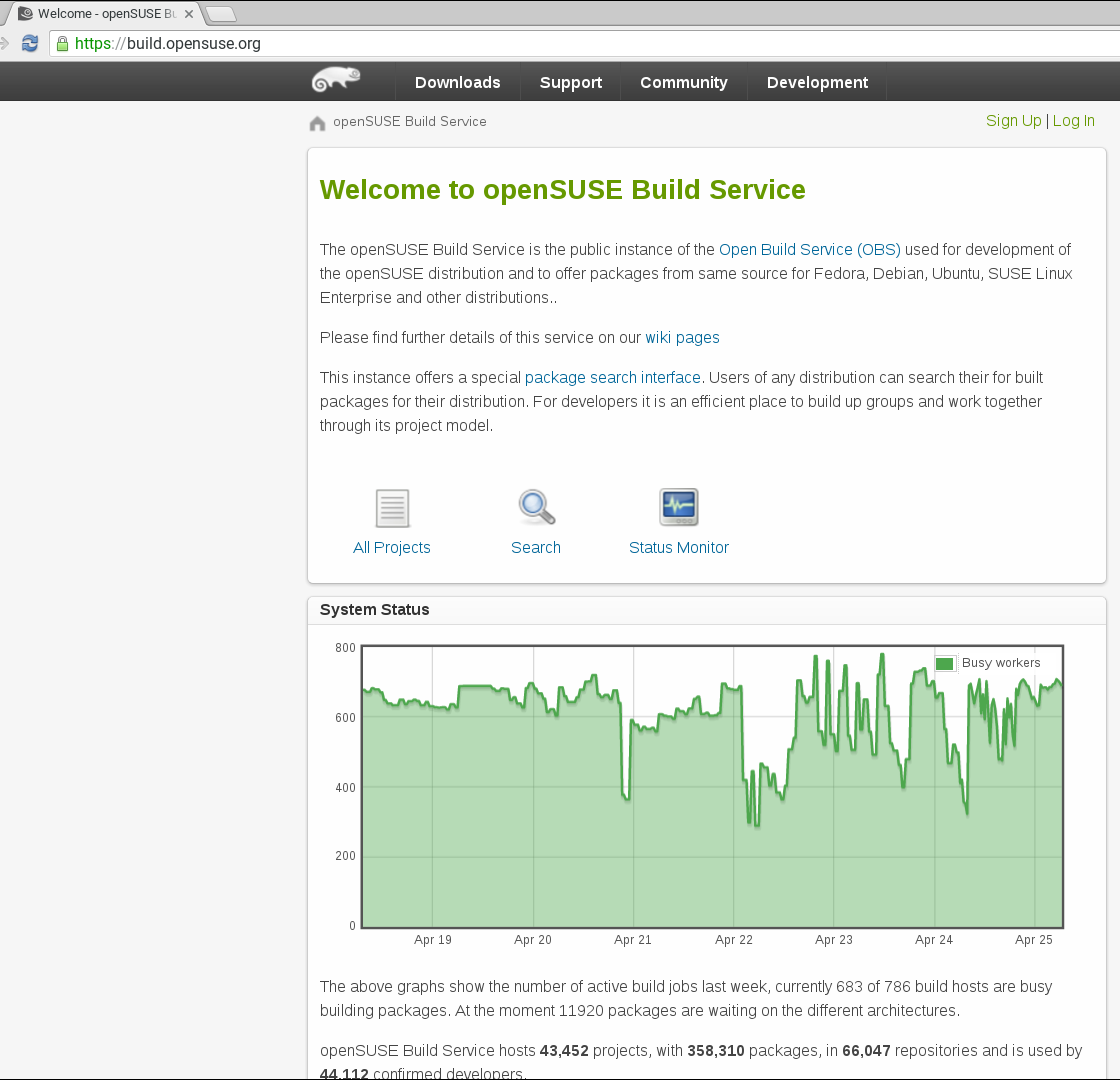 Welcome - openSUSE Bu
https://build.opensuse.org
Downloads Support Community Development
openSUSE Build Service
Sign Up | Log In
Welcome to openSUSE Build Service
The openSUSE Build Service is the public instance of the Open Build Service (OBS) used for development of
the openSUSE distribution and to offer packages from same source for Fedora, Debian, Ubuntu, SUSE Linux
Enterprise and other distributions..
Please find further details of this service on our wiki pages
This instance offers a special package search interface. Users of any distribution can search their for built
packages for their distribution. For developers it is an efficient place to build up groups and work together
through its project model.
All Projects Search Status Monitor
System Status
800
600
400
200
0
Busy workers
Apr 19 Apr 20 Apr 21 Apr 22 Apr 23 Apr 24 Apr 25
The above graphs show the number of active build jobs last week, currently 683 of 786 build hosts are busy
building packages. At the moment 11920 packages are waiting on the different architectures.
openSUSE Build Service hosts 43,452 projects, with 358,310 packages, in 66,047 repositories and is used by
44,112 confirmed developers.